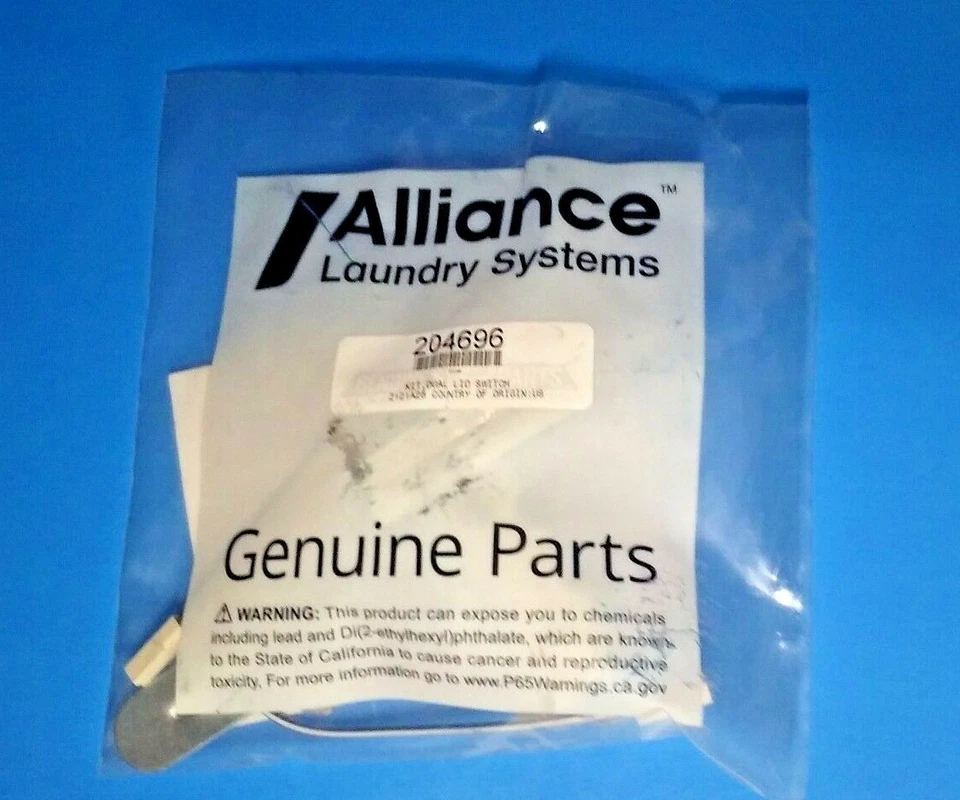 Alliance™
Laundry Systems
204696
KIT,DUAL LID SWITCH
COUNTRY OF ORIGIN:US
Genuine Parts
⚠ WARNING: This product can expose you to chemicals
including lead and Di(2-ethylhexyl)phthalate, which are known
to the State of California to cause cancer and reproductive
toxicity. For more information go to www.P65Warnings.ca.gov